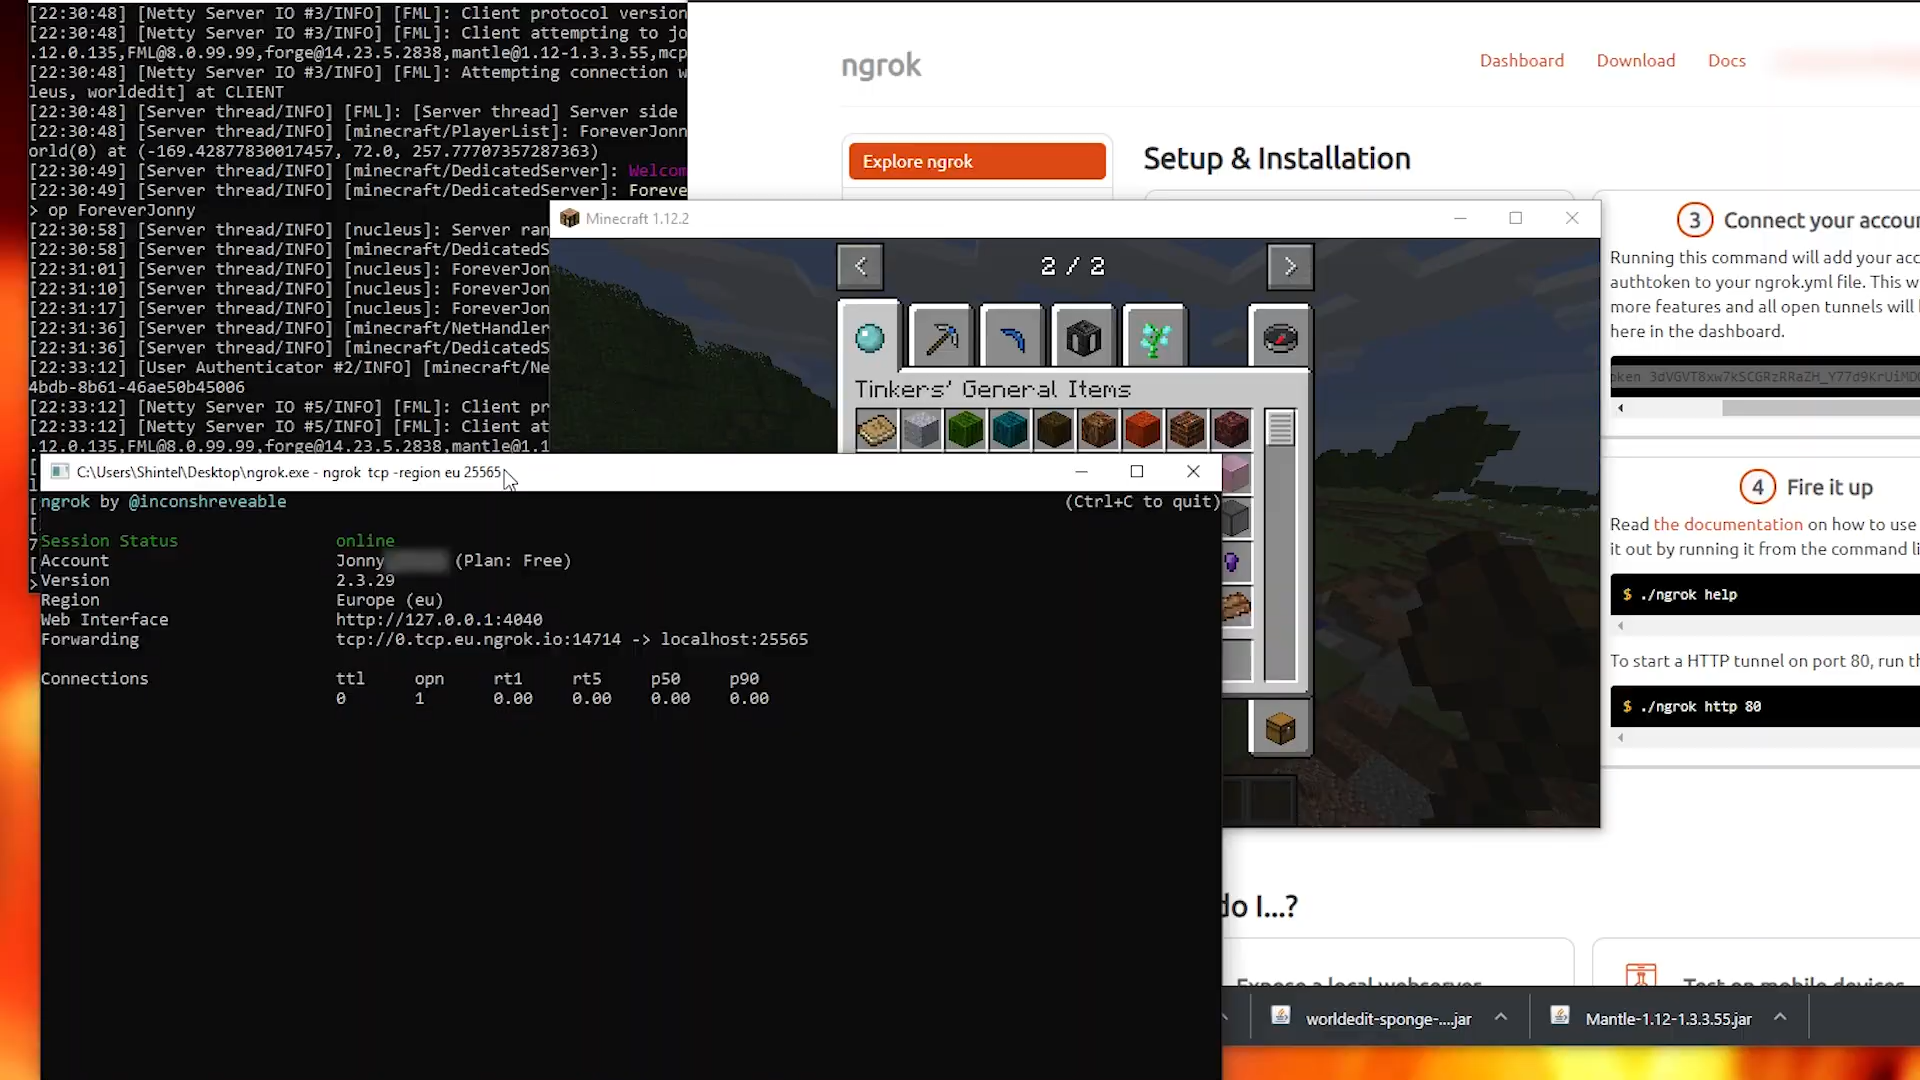 [22:30:48] [Netty Server IO #3/INFO] [FML]: Client protocol version
[22:30:48] [Netty Server IO #3/INFO] [FML]: Client attempting to jo
.12.0.135,FML@8.0.99.99,forge@14.23.5.2838,mantle@1.12-1.3.3.55,mcp
[22:30:48] [Netty Server IO #3/INFO] [FML]: Attempting connection w
leus, worldedit] at CLIENT
[22:30:48] [Server thread/INFO] [FML]: [Server thread] Server side
[22:30:48] [Server thread/INFO] [minecraft/PlayerList]: ForeverJonn
orld(0) at (-169.42877830017457, 72.0, 257.77707357287363)
[22:30:49] [Server thread/INFO] [minecraft/DedicatedServer]: Welcom
[22:30:49] [Server thread/INFO] [minecraft/DedicatedServer]: Foreve
> op ForeverJonny
[22:30:58] [Server thread/INFO] [nucleus]: Server ran
[22:30:58] [Server thread/INFO] [minecraft/DedicatedS
[22:31:01] [Server thread/INFO] [nucleus]: ForeverJon
[22:31:10] [Server thread/INFO] [nucleus]: ForeverJon
[22:31:17] [Server thread/INFO] [nucleus]: ForeverJon
[22:31:36] [Server thread/INFO] [minecraft/NetHandler
[22:31:36] [Server thread/INFO] [minecraft/DedicatedS
[22:33:12] [User Authenticator #2/INFO] [minecraft/Ne
4bdb-8b61-46ae50b45006
[22:33:12] [Netty Server IO #5/INFO] [FML]: Client pr
[22:33:12] [Netty Server IO #5/INFO] [FML]: Client at
.12.0.135,FML@8.0.99.99,forge@14.23.5.2838,mantle@1.1
ngrok
Dashboard Download Docs
Explore ngrok
Setup & Installation
Minecraft 1.12.2
< 2 / 2 >
Tinkers' General Items
3 Connect your accou
Running this command will add your acc
authtoken to your ngrok.yml file. This w
more features and all open tunnels will
here in the dashboard.
4 Fire it up
Read the documentation on how to use
it out by running it from the command li
$ ./ngrok help
To start a HTTP tunnel on port 80, run th
$ ./ngrok http 80
C:\Users\Shintel\Desktop\ngrok.exe - ngrok tcp -region eu 25565
ngrok by @inconshreveable (Ctrl+C to quit)
Session Status online
Account Jonny (Plan: Free)
Version 2.3.29
Region Europe (eu)
Web Interface http://127.0.0.1:4040
Forwarding tcp://0.tcp.eu.ngrok.io:14714 -> localhost:25565
Connections ttl opn rt1 rt5 p50 p90
0 1 0.00 0.00 0.00 0.00
do I...?
Expose a local webserver
Test on mobile devices
worldedit-sponge-....jar
Mantle-1.12-1.3.3.55.jar